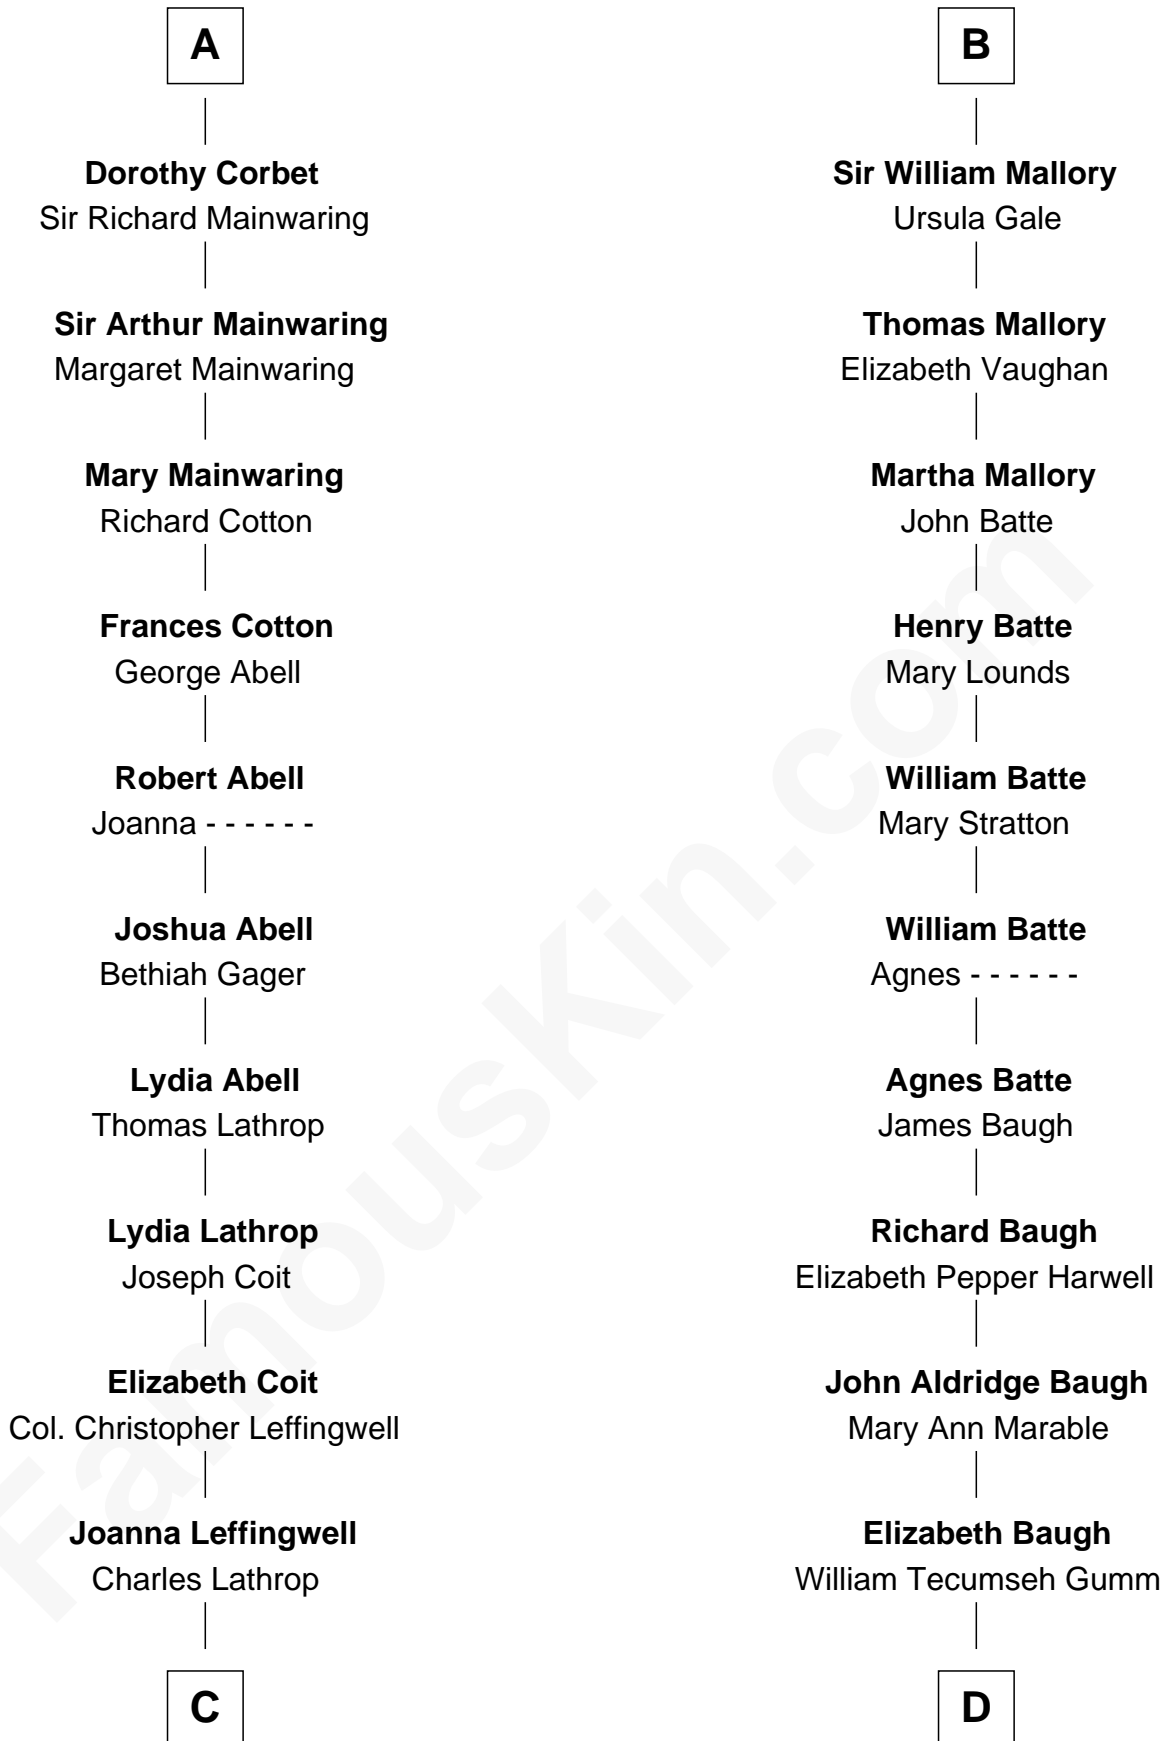 A
Dorothy Corbet
Sir Richard Mainwaring
Sir Arthur Mainwaring
Margaret Mainwaring
Mary Mainwaring
Richard Cotton
Frances Cotton
George Abell
Robert Abell
Joanna - - - - - -
Joshua Abell
Bethiah Gager
Lydia Abell
Thomas Lathrop
Lydia Lathrop
Joseph Coit
Elizabeth Coit
Col. Christopher Leffingwell
Joanna Leffingwell
Charles Lathrop
C
B
Sir William Mallory
Ursula Gale
Thomas Mallory
Elizabeth Vaughan
Martha Mallory
John Batte
Henry Batte
Mary Lounds
William Batte
Mary Stratton
William Batte
Agnes - - - - - -
Agnes Batte
James Baugh
Richard Baugh
Elizabeth Pepper Harwell
John Aldridge Baugh
Mary Ann Marable
Elizabeth Baugh
William Tecumseh Gumm
D
FamousKin.com